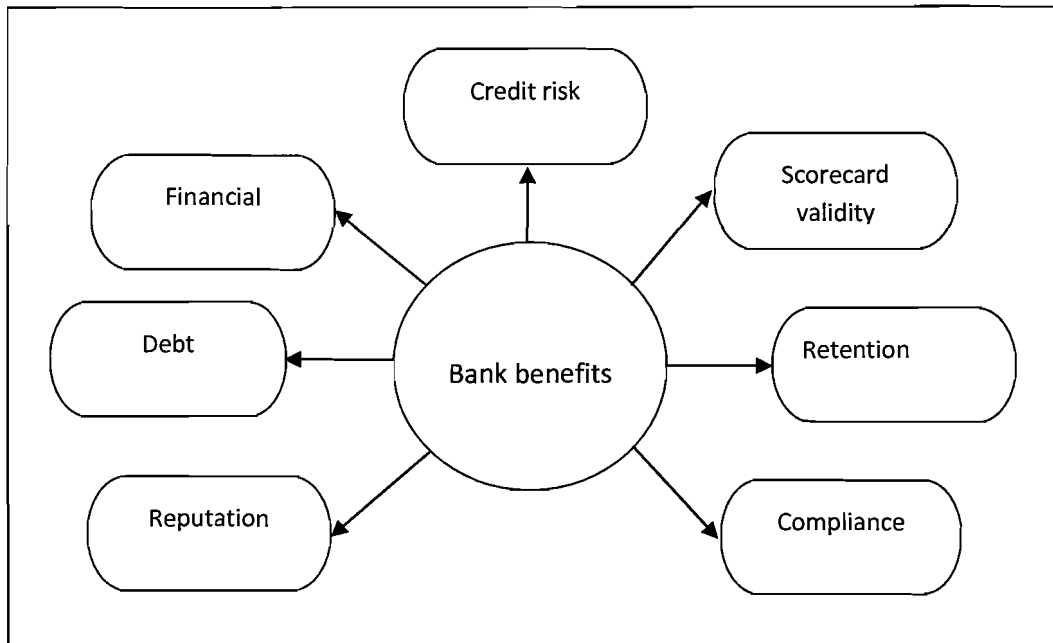 Credit risk
Scorecard
validity
Financial
Debt
Retention
Bank benefits
Reputation
Compliance